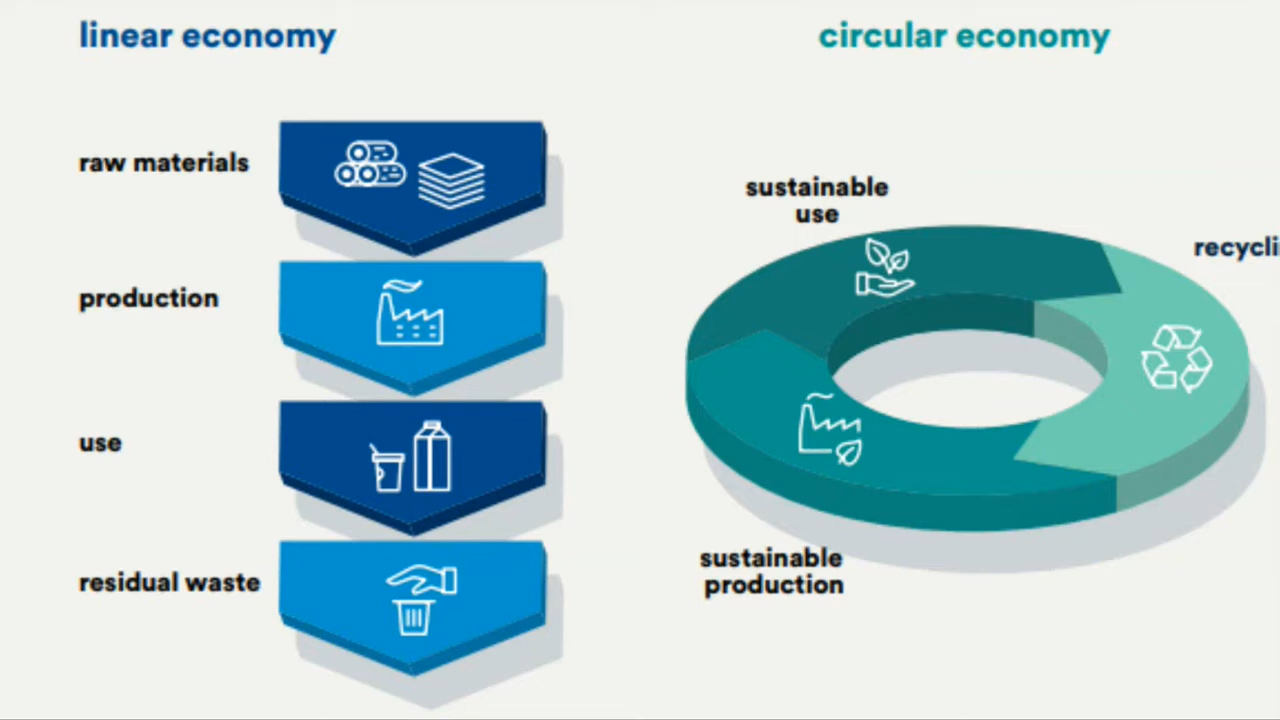 linear economy
circular economy
raw materials
production
use
residual waste
sustainable
use
sustainable
production